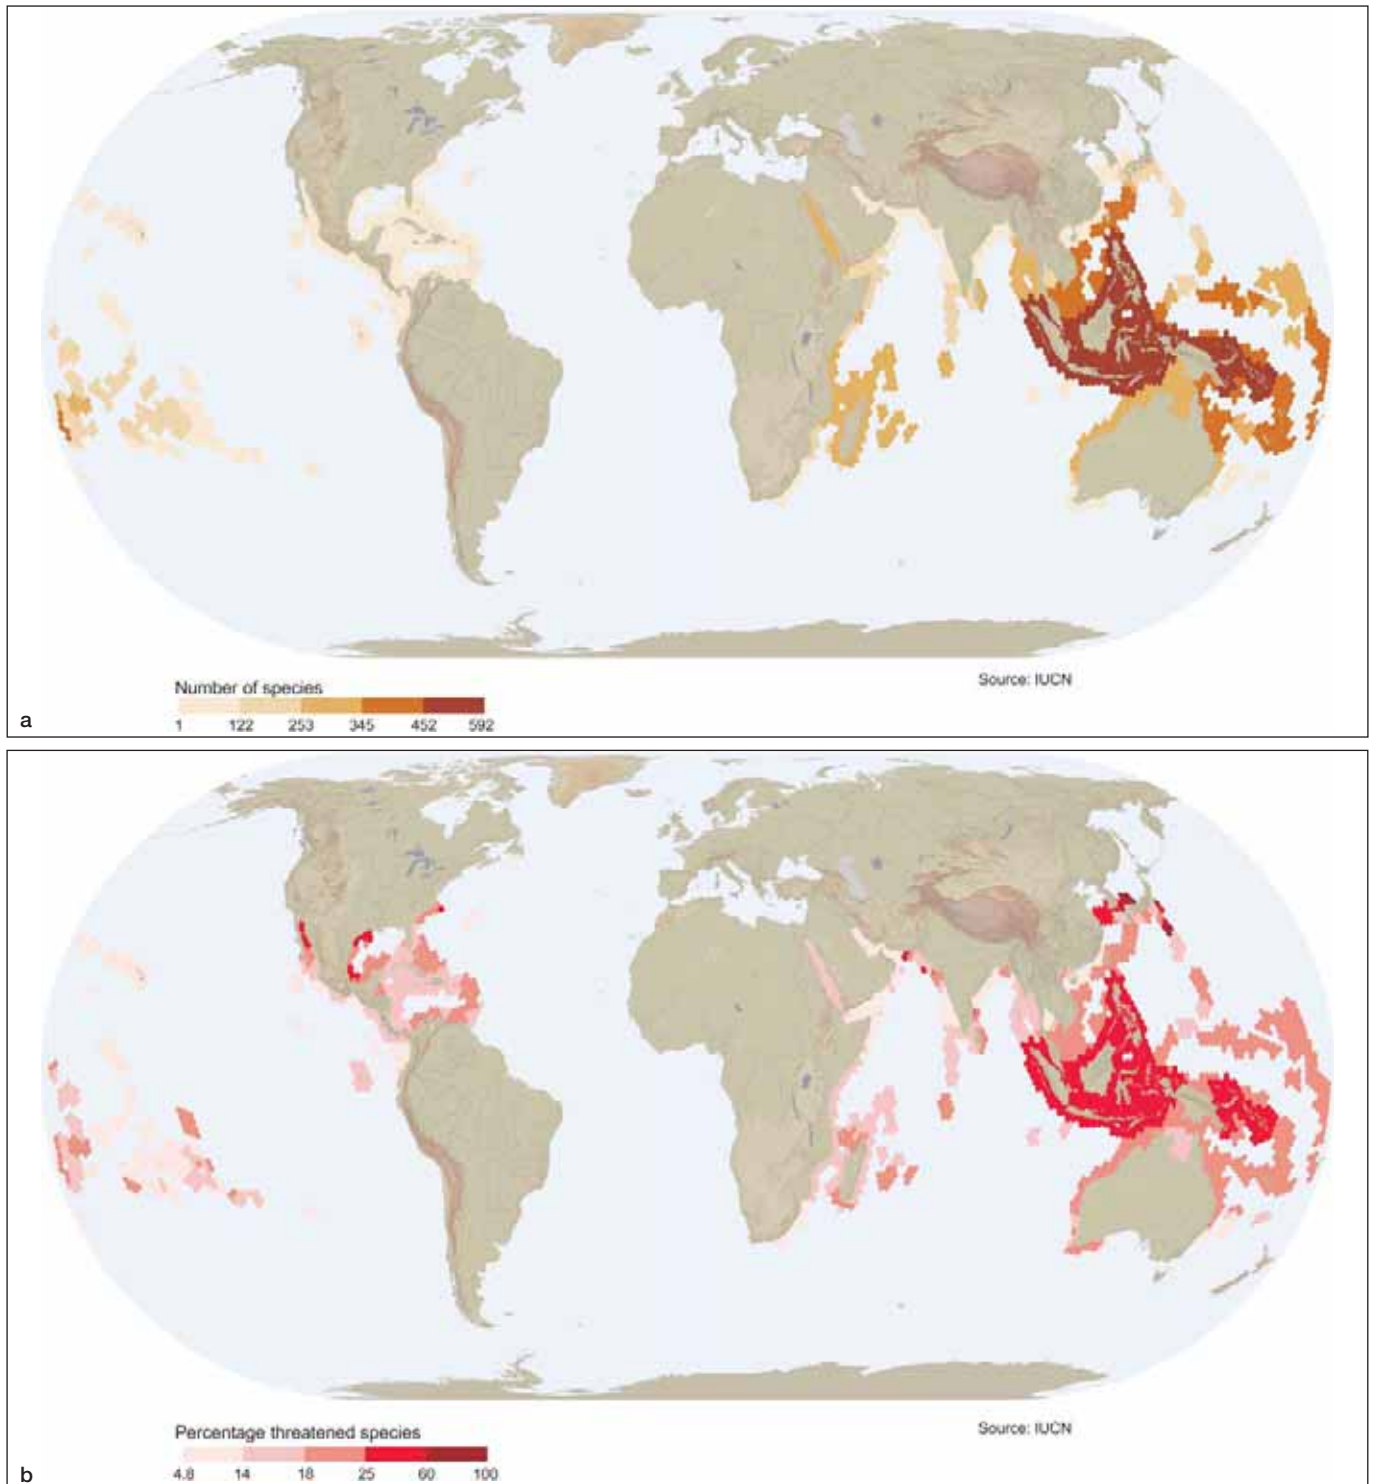 Number of species
1 122 253 345 452 592
Source: IUCN
a
Percentage threatened species
4.8 14 18 25 60 100
Source: IUCN
b